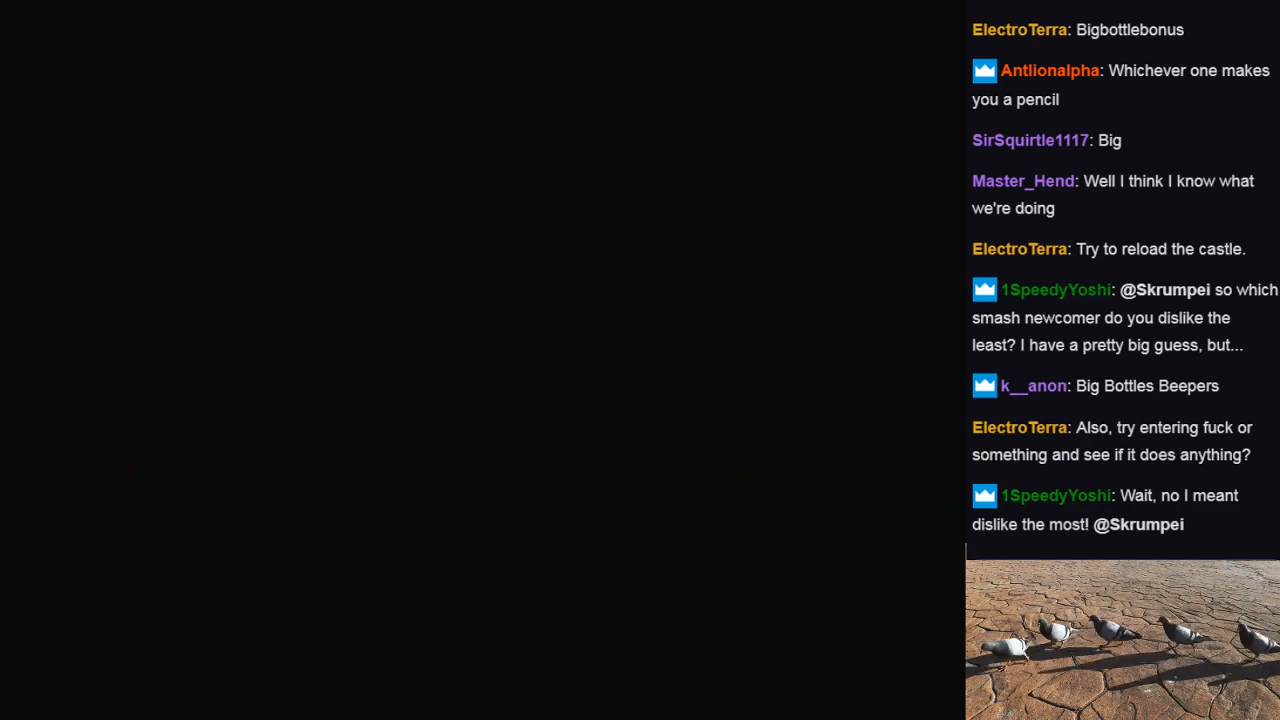 ElectroTerra: Bigbottlebonus
Antlionalpha: Whichever one makes
you a pencil
SirSquirtle1117: Big
Master_Hend: Well I think I know what
we're doing
ElectroTerra: Try to reload the castle.
1SpeedyYoshi: @Skrumpei so which
smash newcomer do you dislike the
least? I have a pretty big guess, but...
k__anon: Big Bottles Beepers
ElectroTerra: Also, try entering fuck or
something and see if it does anything?
1SpeedyYoshi: Wait, no I meant
dislike the most! @Skrumpei